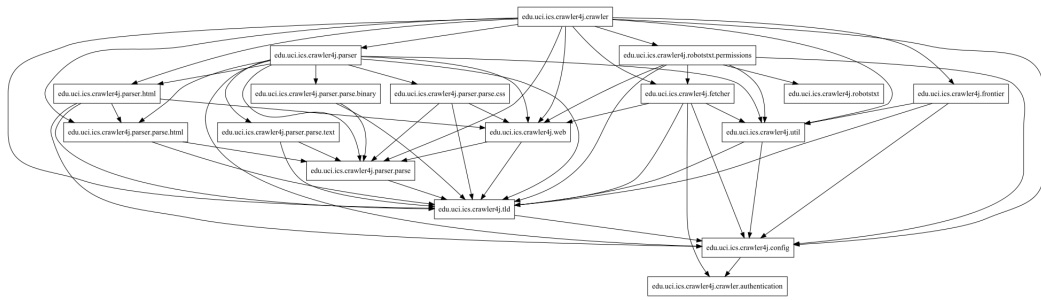 edu.uci.ics.crawler4j.crawler
edu.uci.ics.crawler4j.parser
edu.uci.ics.crawler4j.robotstxt.permissions
edu.uci.ics.crawler4j.parser.html
edu.uci.ics.crawler4j.parser.parse.binary
edu.uci.ics.crawler4j.parser.parse.css
edu.uci.ics.crawler4j.fetcher
edu.uci.ics.crawler4j.robotstxt
edu.uci.ics.crawler4j.frontier
edu.uci.ics.crawler4j.parser.parse.html
edu.uci.ics.crawler4j.parser.parse.text
edu.uci.ics.crawler4j.web
edu.uci.ics.crawler4j.util
edu.uci.ics.crawler4j.parser.parse
edu.uci.ics.crawler4j.tld
edu.uci.ics.crawler4j.config
edu.uci.ics.crawler4j.crawler.authentication